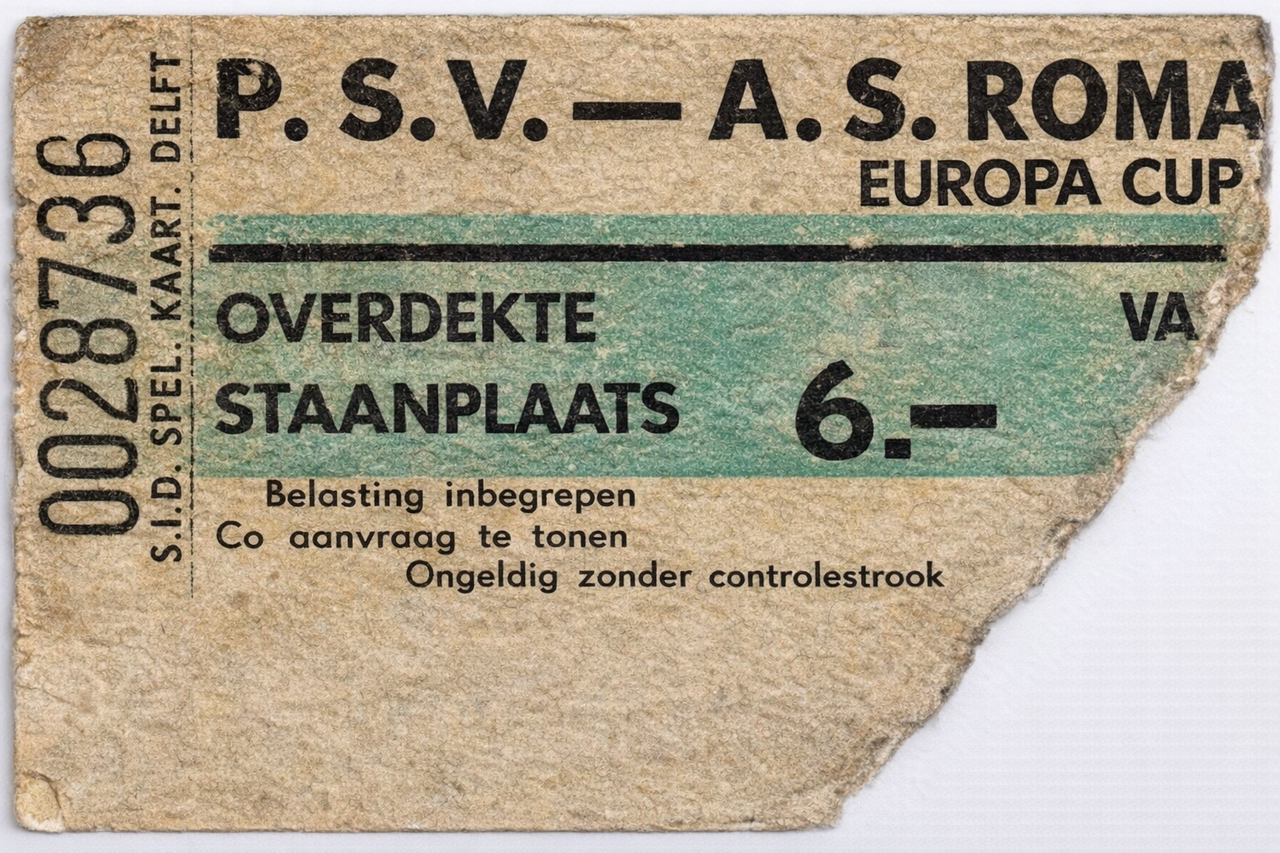 0028736
S.I.D. SPEL. KAART. DELFT
P. S.V. — A. S. ROMA
EUROPA CUP
OVERDEKTE
VA
STAANPLAATS 6.–
Belasting inbegrepen
Co aanvraag te tonen
Ongeldig zonder controlestrook